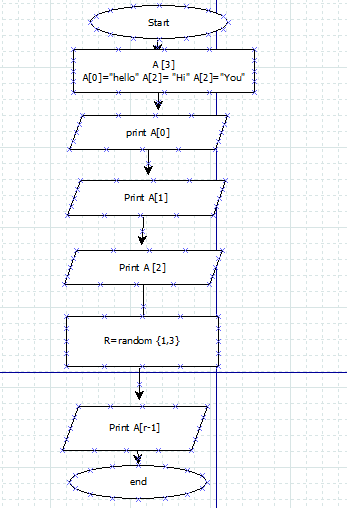 Start
A [3]
A[0]="hello" A[2]= "Hi" A[2]="You"
print A[0]
Print A[1]
Print A [2]
R=random {1,3}
Print A[r-1]
end